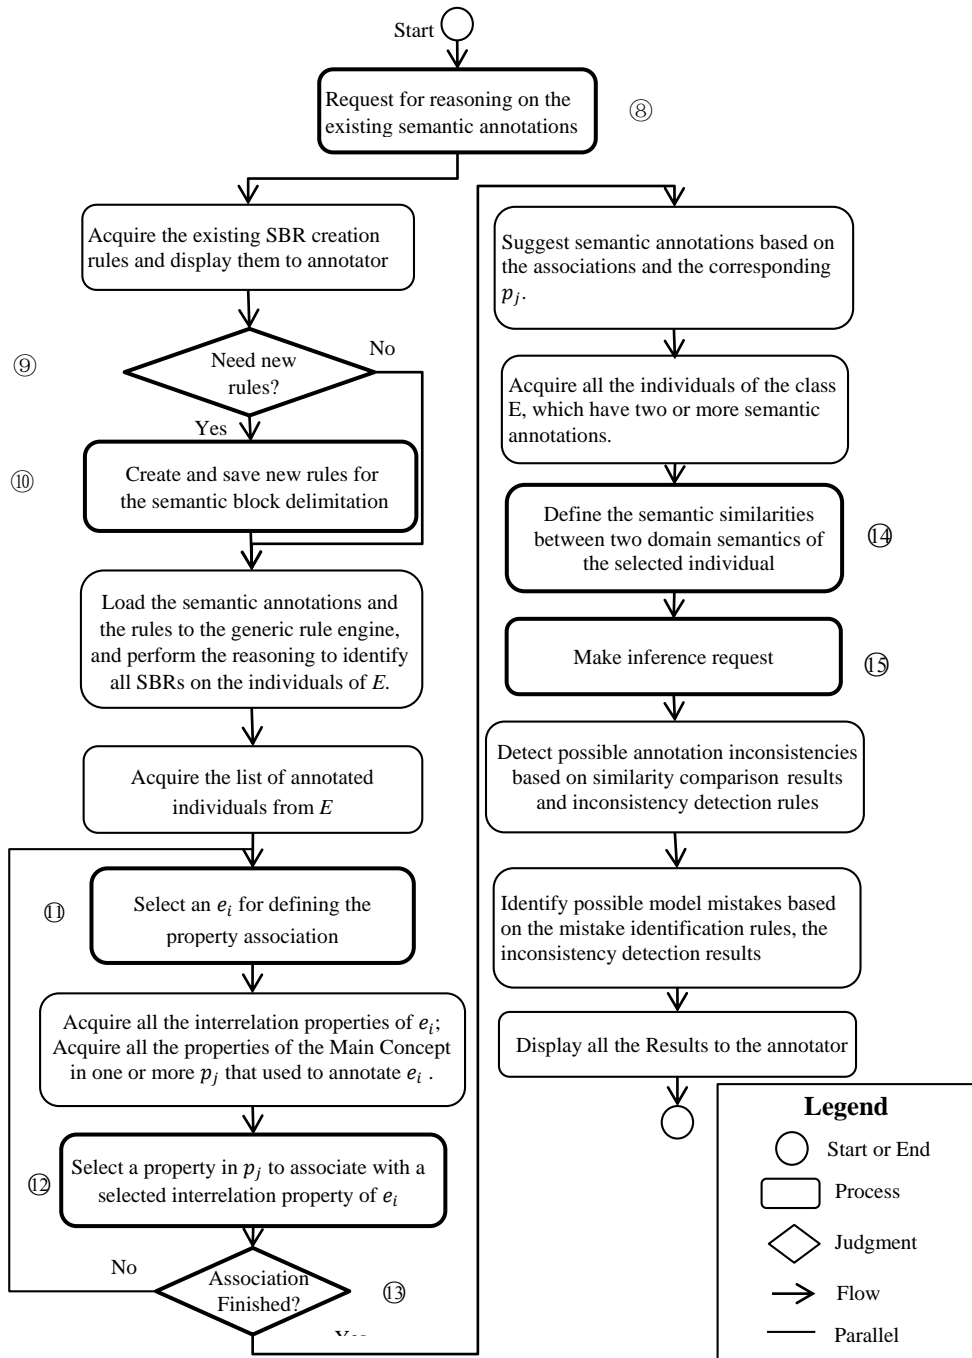 Start
Request for reasoning on the
existing semantic annotations
⑧
Acquire the existing SBR creation
rules and display them to annotator
⑨
Need new
rules?
No
Yes
⑩
Create and save new rules for
the semantic block delimitation
Load the semantic annotations and
the rules to the generic rule engine,
and perform the reasoning to identify
all SBRs on the individuals of E.
Acquire the list of annotated
individuals from E
⑪
Select an e_i for defining the
property association
Acquire all the interrelation properties of e_i;
Acquire all the properties of the Main Concept
in one or more p_j that used to annotate e_i .
⑫
Select a property in p_j to associate with a
selected interrelation property of e_i
No
Association
Finished?
⑬
Suggest semantic annotations based on
the associations and the corresponding
p_j.
Acquire all the individuals of the class
E, which have two or more semantic
annotations.
Define the semantic similarities
between two domain semantics of
the selected individual
⑭
Make inference request
⑮
Detect possible annotation inconsistencies
based on similarity comparison results
and inconsistency detection rules
Identify possible model mistakes based
on the mistake identification rules, the
inconsistency detection results
Display all the Results to the annotator
Legend
Start or End
Process
Judgment
Flow
Parallel